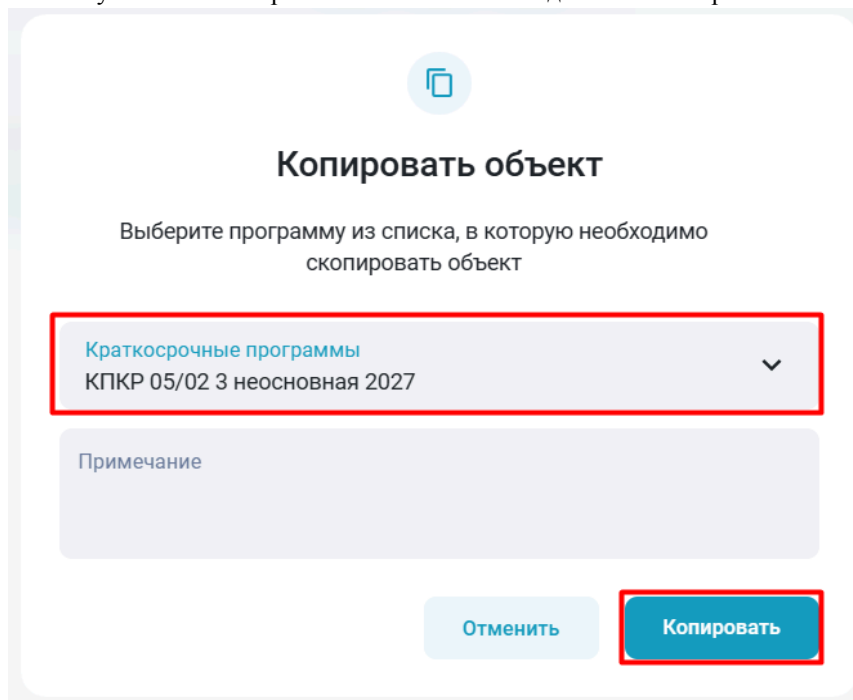 Копировать объект
Выберите программу из списка, в которую необходимо
скопировать объект
Краткосрочные программы
КПКР 05/02 3 неосновная 2027
Примечание
Отменить
Копировать